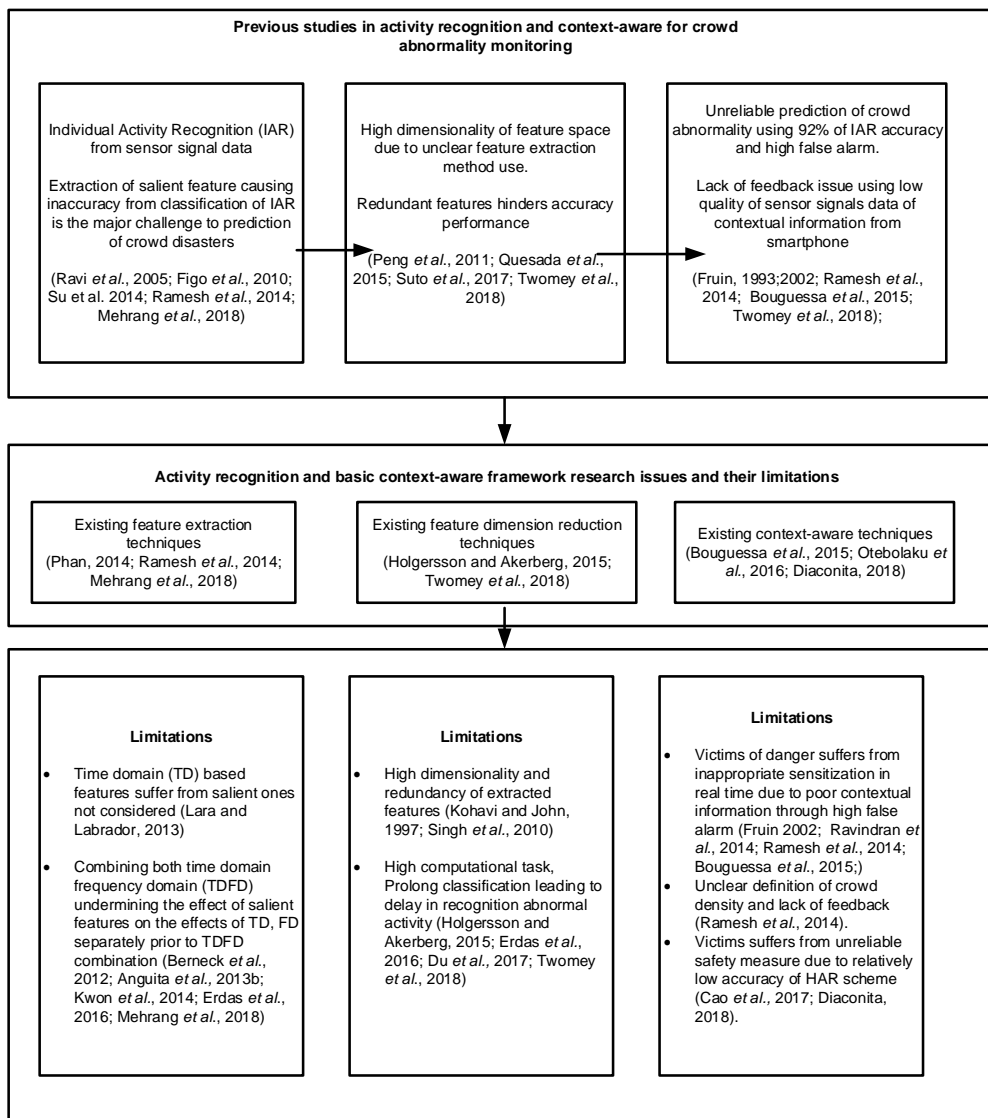 Previous studies in activity recognition and context-aware for crowd
abnormality monitoring
Individual Activity Recognition (IAR)
from sensor signal data
Extraction of salient feature causing
inaccuracy from classification of IAR
is the major challenge to prediction
of crowd disasters
(Ravi et al., 2005; Figo et al., 2010;
Su et al. 2014; Ramesh et al., 2014;
Mehrang et al., 2018)
High dimensionality of feature space
due to unclear feature extraction
method use.
Redundant features hinders accuracy
performance
(Peng et al., 2011; Quesada et al.,
2015; Suto et al., 2017; Twomey et al.,
2018)
Unreliable prediction of crowd
abnormality using 92% of IAR accuracy
and high false alarm.
Lack of feedback issue using low
quality of sensor signals data of
contextual information from
smartphone
(Fruin, 1993;2002; Ramesh et al.,
2014; Bouguessa et al., 2015;
Twomey et al., 2018);
Activity recognition and basic context-aware framework research issues and their limitations
Existing feature extraction
techniques
(Phan, 2014; Ramesh et al., 2014;
Mehrang et al., 2018)
Existing feature dimension reduction
techniques
(Holgersson and Akerberg, 2015;
Twomey et al., 2018)
Existing context-aware techniques
(Bouguessa et al., 2015; Otebolaku et
al., 2016; Diaconita, 2018)
Limitations
• Time domain (TD) based
features suffer from salient ones
not considered (Lara and
Labrador, 2013)
• Combining both time domain
frequency domain (TDFD)
undermining the effect of salient
features on the effects of TD, FD
separately prior to TDFD
combination (Berneck et al.,
2012; Anguita et al., 2013b;
Kwon et al., 2014; Erdas et al.,
2016; Mehrang et al., 2018)
Limitations
• High dimensionality and
redundancy of extracted
features (Kohavi and John,
1997; Singh et al., 2010)
• High computational task,
Prolong classification leading to
delay in recognition abnormal
activity (Holgersson and
Akerberg, 2015; Erdas et al.,
2016; Du et al., 2017; Twomey
et al., 2018)
Limitations
• Victims of danger suffers from
inappropriate sensitization in
real time due to poor contextual
information through high false
alarm (Fruin 2002; Ravindran et
al., 2014; Ramesh et al., 2014;
Bouguessa et al., 2015;)
• Unclear definition of crowd
density and lack of feedback
(Ramesh et al., 2014).
• Victims suffers from unreliable
safety measure due to relatively
low accuracy of HAR scheme
(Cao et al., 2017; Diaconita,
2018).